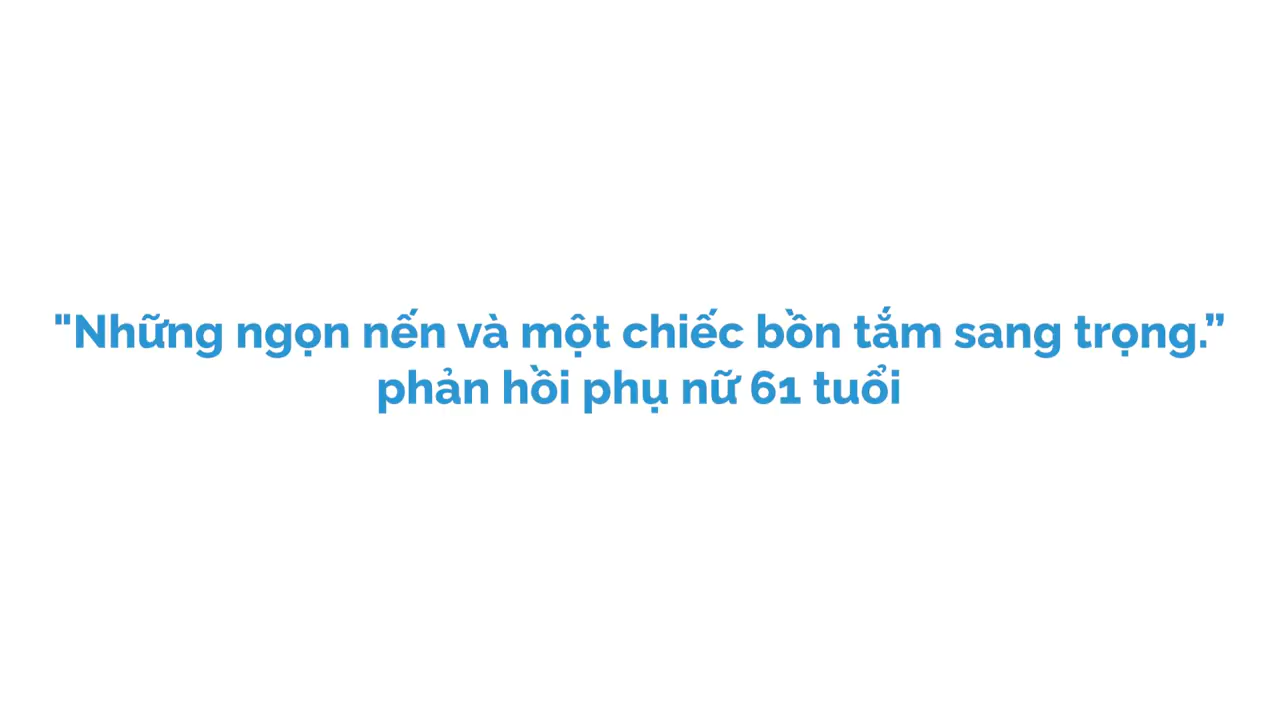 "Những ngọn nến và một chiếc bồn tắm sang trọng.”
phản hồi phụ nữ 61 tuổi